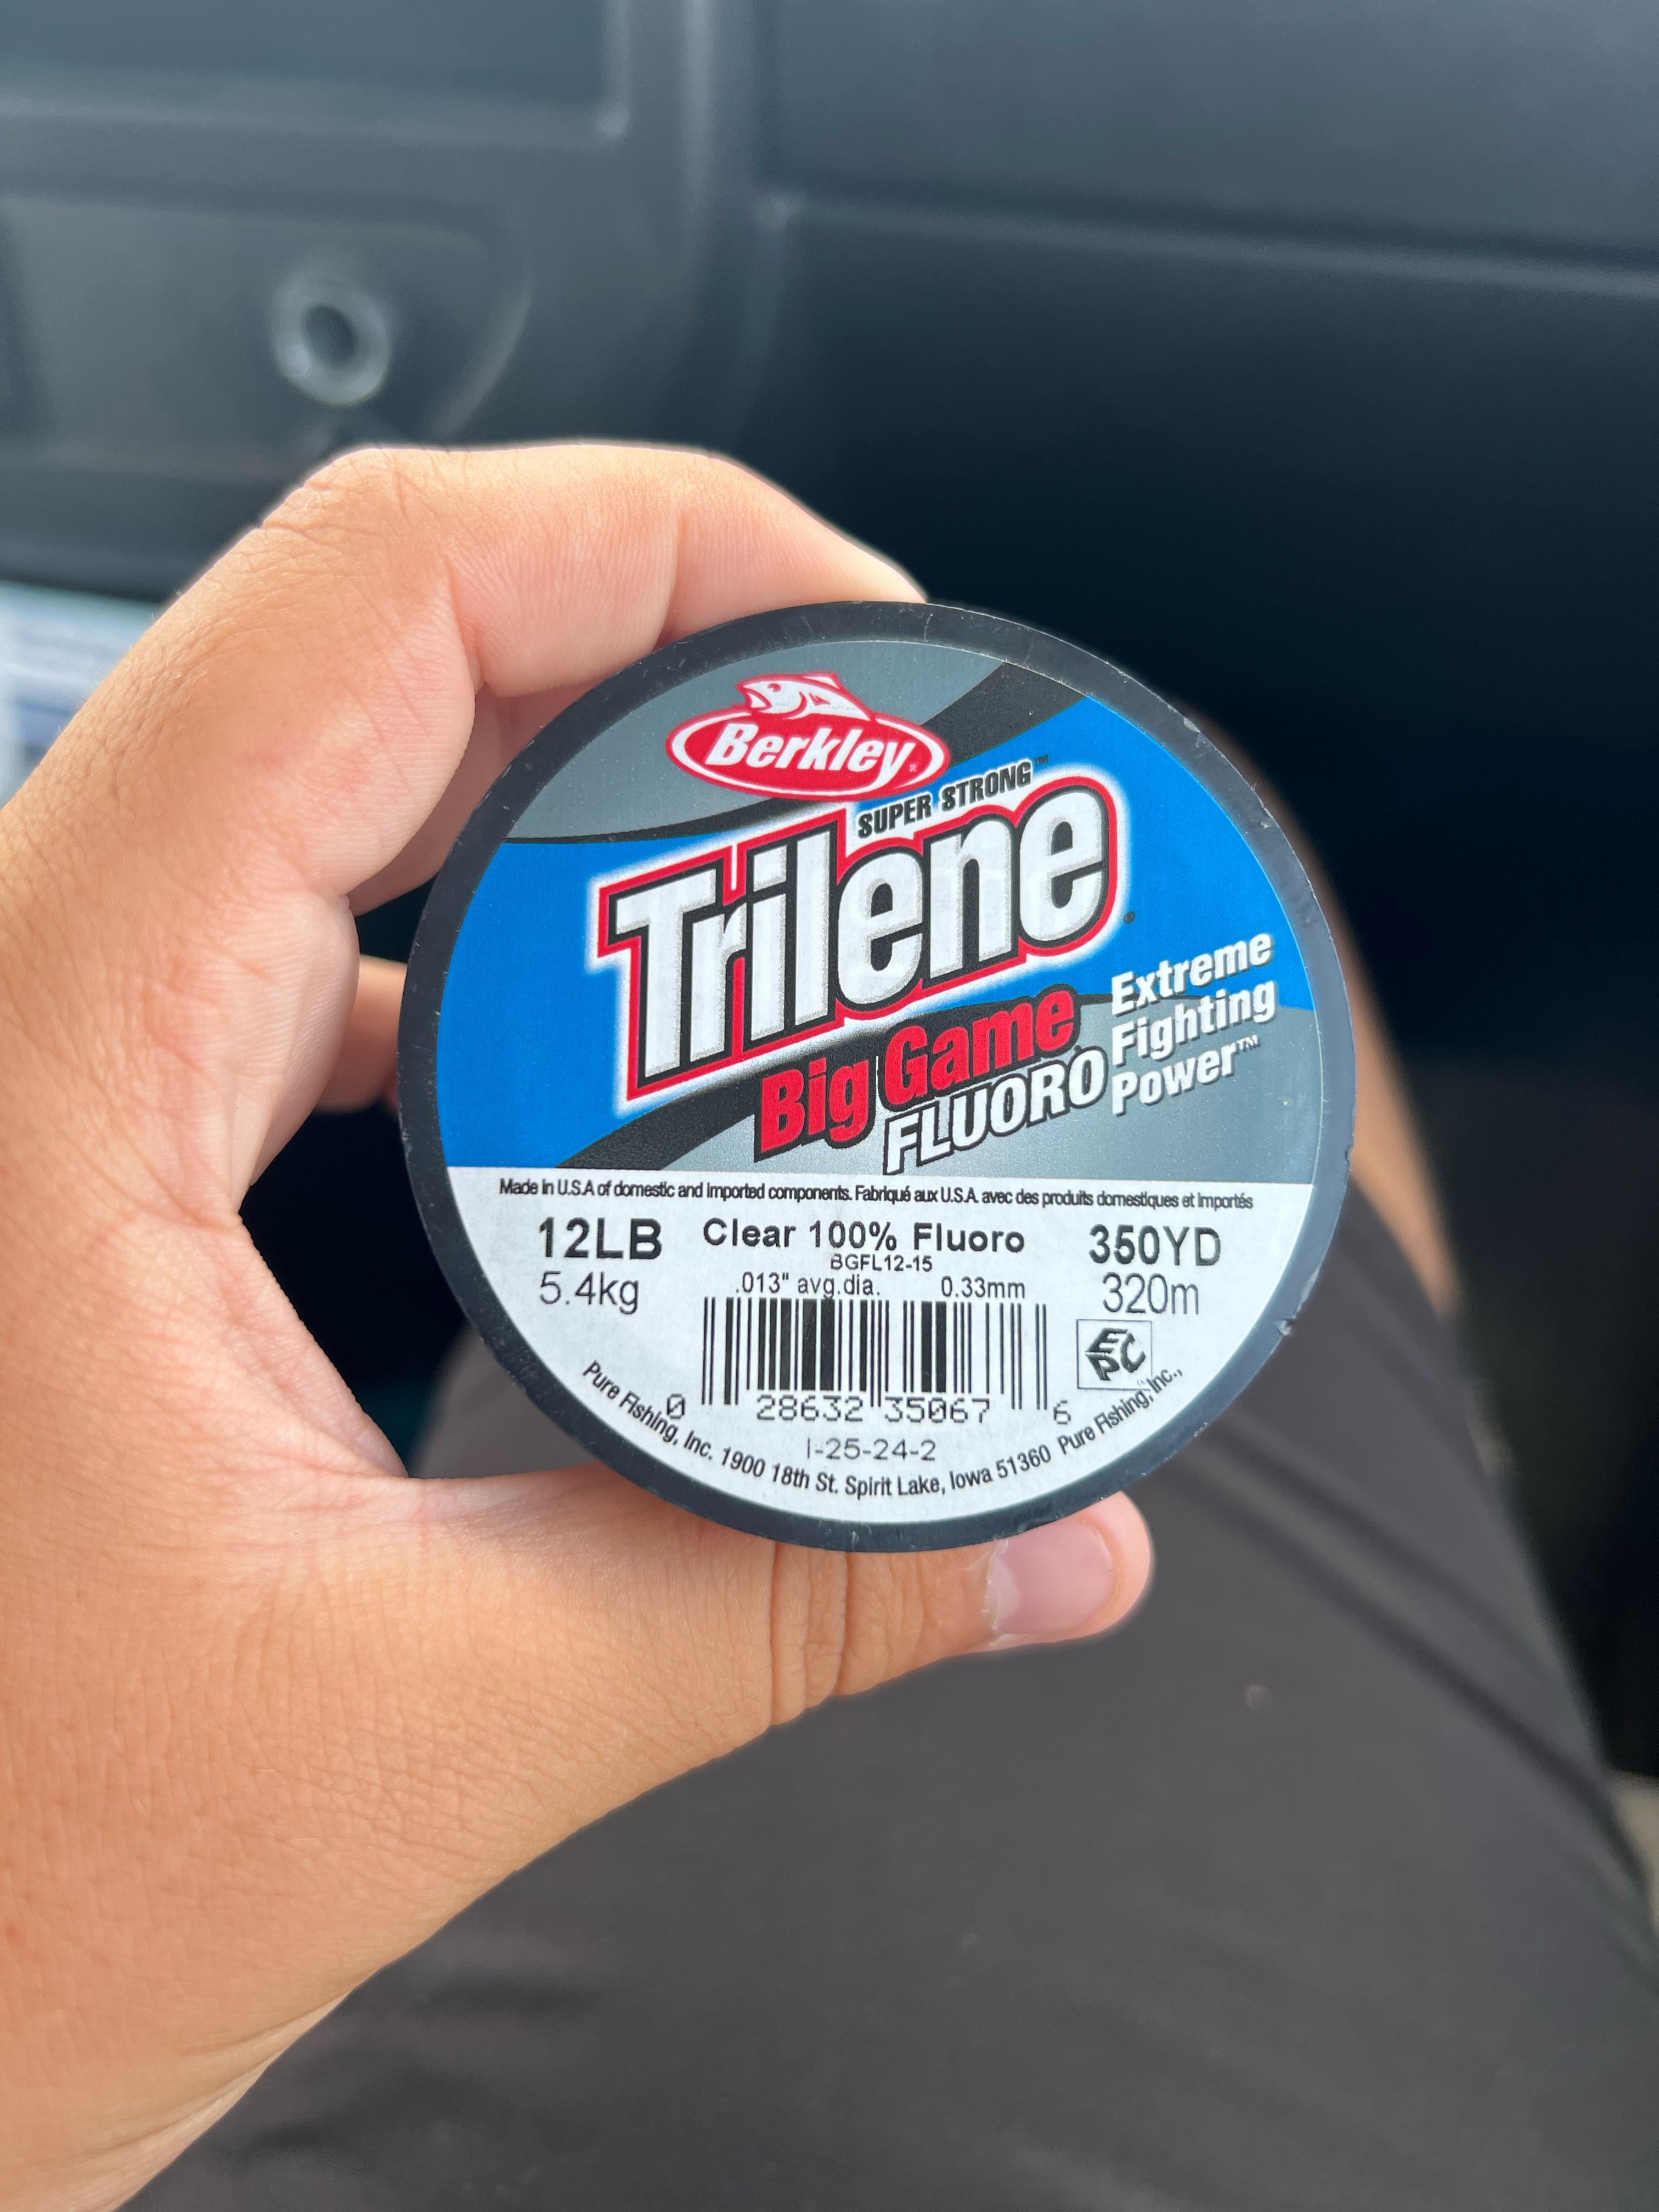 Berkley
SUPER STRONG™
Trilene®
Big Game
FLUORO
Extreme
Fighting
Power™
Made in U.S.A of domestic and imported components. Fabriqué aux U.S.A. avec des produits domestiques et importés
12LB Clear 100% Fluoro 350YD
BGFL12-15
5.4kg .013" avg.dia. 0.33mm 320m
EPC
0 28632 35067 6
1-25-24-2
Pure Fishing, Inc. 1900 18th St. Spirit Lake, Iowa 51360 Pure Fishing, Inc.,